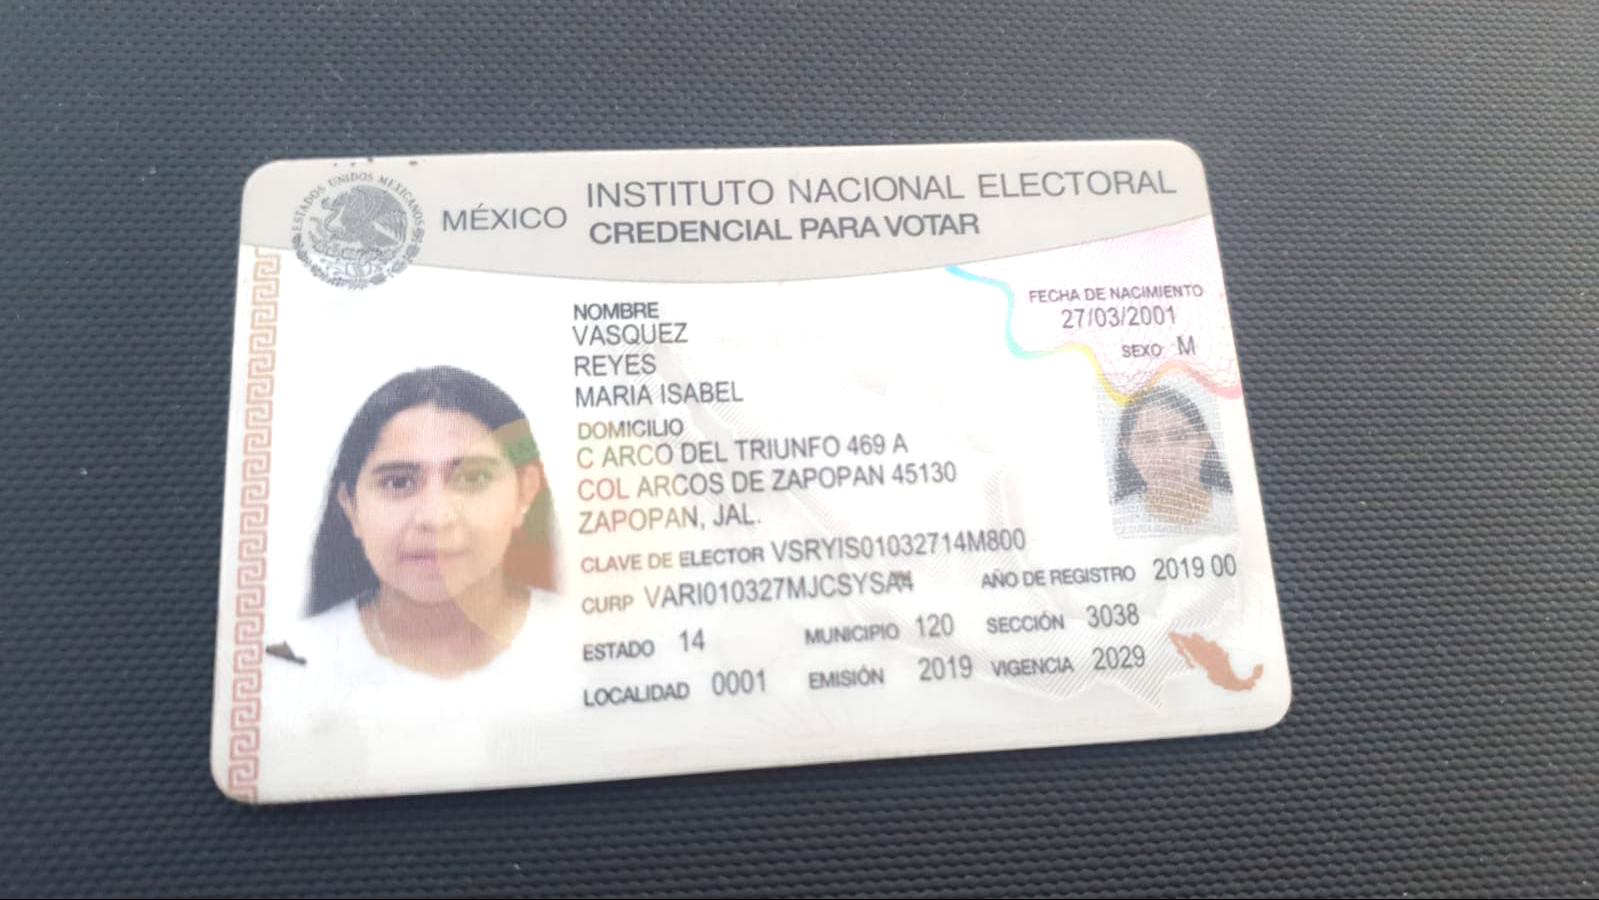 ESTADOS UNIDOS MEXICANOS
MÉXICO
INSTITUTO NACIONAL ELECTORAL
CREDENCIAL PARA VOTAR
FECHA DE NACIMIENTO
27/03/2001
SEXO M
NOMBRE
VASQUEZ
REYES
MARIA ISABEL
DOMICILIO
C ARCO DEL TRIUNFO 469 A
COL ARCOS DE ZAPOPAN 45130
ZAPOPAN, JAL.
CLAVE DE ELECTOR VSRYIS01032714M800
CURP AÑO DE REGISTRO 2019 00
ESTADO 14 MUNICIPIO 120 SECCIÓN 3038
LOCALIDAD 0001 EMISIÓN 2019 VIGENCIA 2029